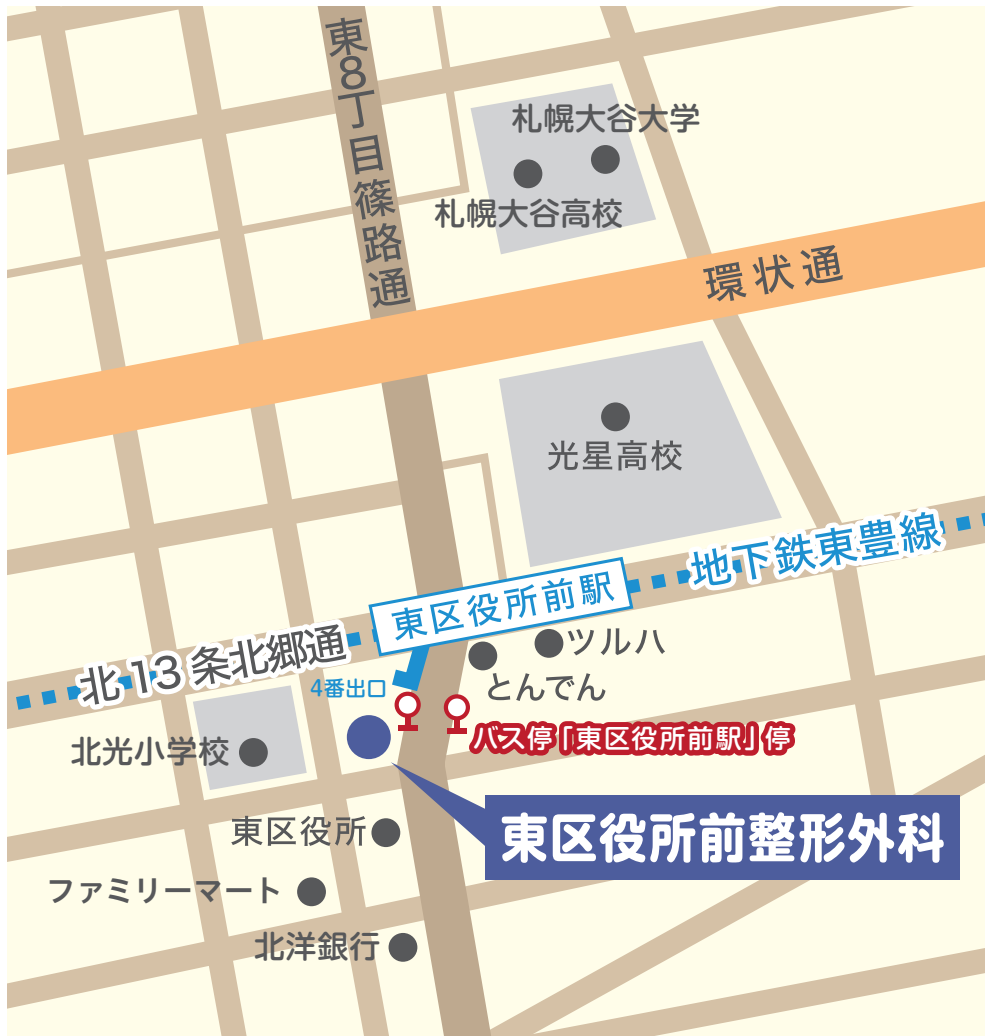 東8丁目篠路通
札幌大谷大学
札幌大谷高校
環状通
光星高校
地下鉄東豊線
東区役所前駅
北13条北郷通
ツルハ
とんでん
4番出口
バス停「東区役所前駅」停
北光小学校
東区役所前整形外科
東区役所
ファミリーマート
北洋銀行